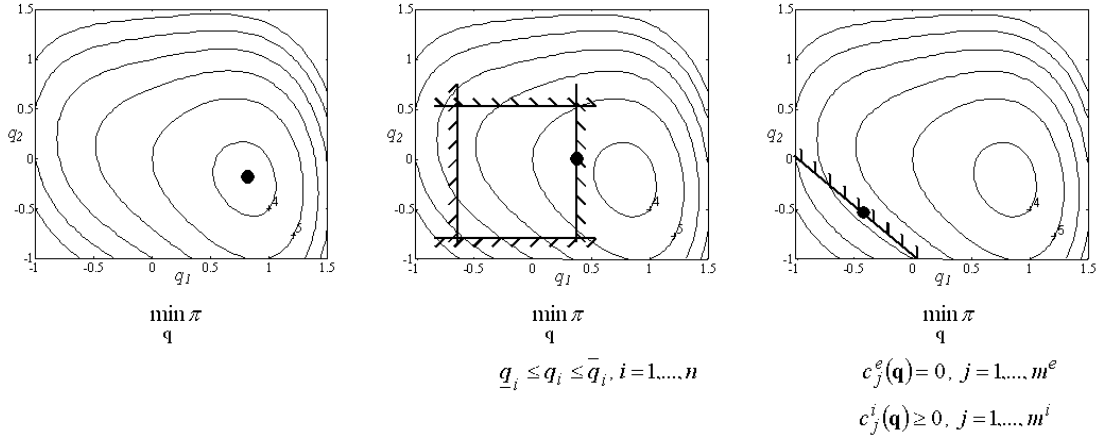 1.5 1 0.5 0 -0.5 -1
q2
-1 -0.5 0 0.5 1 1.5
q1
4
5
1.5 1 0.5 0 -0.5 -1
q2
-1 -0.5 0 0.5 1 1.5
q1
4
5
1.5 1 0.5 0 -0.5 -1
q2
-1 -0.5 0 0.5 1 1.5
q1
4
5
min π
q
min π
q
q̲_i ≤ q_i ≤ q̅_i, i = 1,..., n
min π
q
c_j^e(q) = 0, j = 1,..., m^e
c_j^i(q) ≥ 0, j = 1,..., m^i